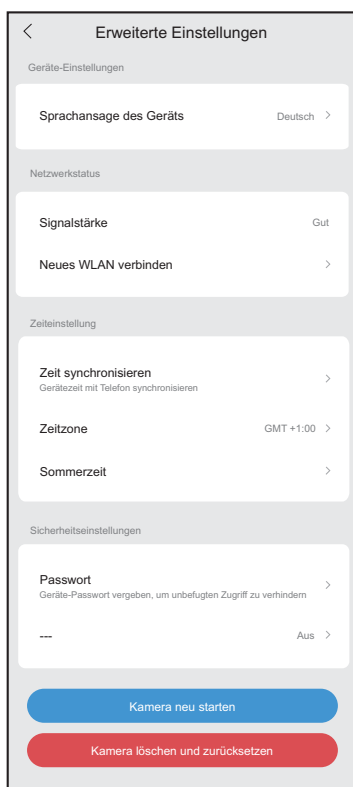 Erweiterte Einstellungen
Geräte-Einstellungen
Sprachansage des Geräts Deutsch
Netzwerkstatus
Signalstärke Gut
Neues WLAN verbinden
Zeiteinstellung
Zeit synchronisieren
Gerätezeit mit Telefon synchronisieren
Zeitzone GMT +1:00
Sommerzeit
Sicherheitseinstellungen
Passwort
Geräte-Passwort vergeben, um unbefugten Zugriff zu verhindern
--- Aus
Kamera neu starten
Kamera löschen und zurücksetzen